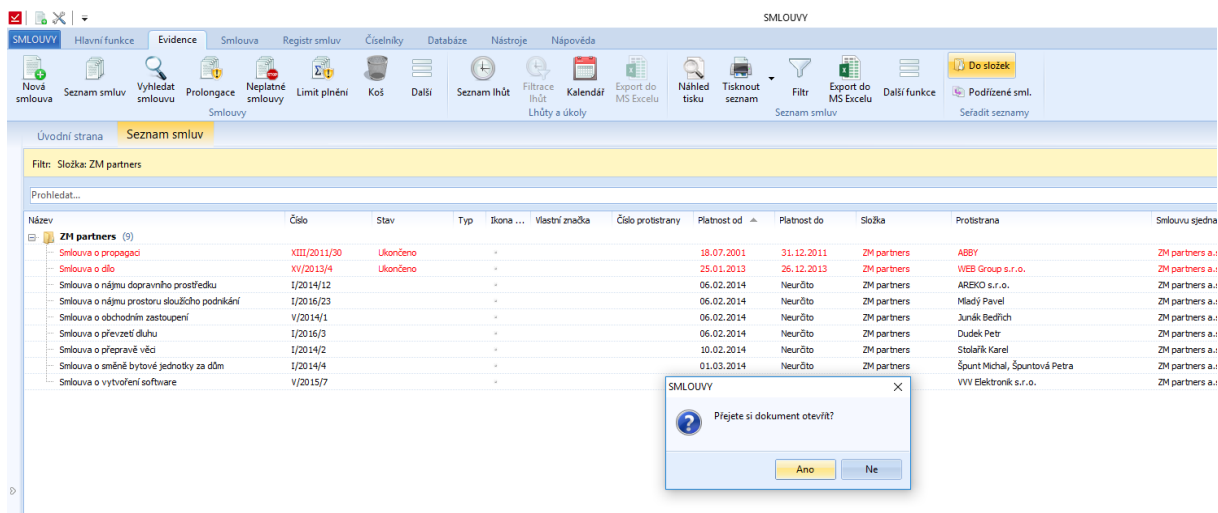 SMLOUVY
SMLOUVY Hlavní funkce Evidence Smlouva Registr smluv Číselníky Databáze Nástroje Nápověda
Nová smlouva Seznam smluv Vyhledat smlouvu Prolongace Neplatné smlouvy Limit plnění Koš Další Seznam lhůt Filtrace lhůt Kalendář Export do MS Excelu Náhled tisku Tisknout seznam Filtr Export do MS Excelu Další funkce Do složek
Podřízené sml.
Smlouvy Lhůty a úkoly Seznam smluv Seřadit seznamy
Úvodní strana Seznam smluv
Filtr: Složka: ZM partners
Prohledat...
Název Číslo Stav Typ Ikona ... Vlastní značka Číslo protistrany Platnost od Platnost do Složka Protistrana Smlouvu sjedna
ZM partners (9)
Smlouva o propagaci XIII/2011/30 Ukončeno 18.07.2001 31.12.2011 ZM partners ABBY ZM partners a.s
Smlouva o dílo XV/2013/4 Ukončeno 25.01.2013 26.12.2013 ZM partners WEB Group s.r.o. ZM partners a.s
Smlouva o nájmu dopravního prostředku I/2014/12 06.02.2014 Neurčito ZM partners AREKO s.r.o. ZM partners a.s
Smlouva o nájmu prostoru sloužícího podnikání I/2016/23 06.02.2014 Neurčito ZM partners Mladý Pavel ZM partners a.s
Smlouva o obchodním zastoupení V/2014/1 06.02.2014 Neurčito ZM partners Junák Bedřich ZM partners a.s
Smlouva o převzetí dluhu I/2016/3 06.02.2014 Neurčito ZM partners Dudek Petr ZM partners a.s
Smlouva o přepravě věci I/2014/2 10.02.2014 Neurčito ZM partners Stolařík Karel ZM partners a.s
Smlouva o směně bytové jednotky za dům I/2014/4 01.03.2014 Neurčito ZM partners Špunt Michal, Špuntová Petra ZM partners a.s
Smlouva o vytvoření software V/2015/7 VVV Elektronik s.r.o. ZM partners a.s
SMLOUVY
Přejete si dokument otevřít?
Ano Ne